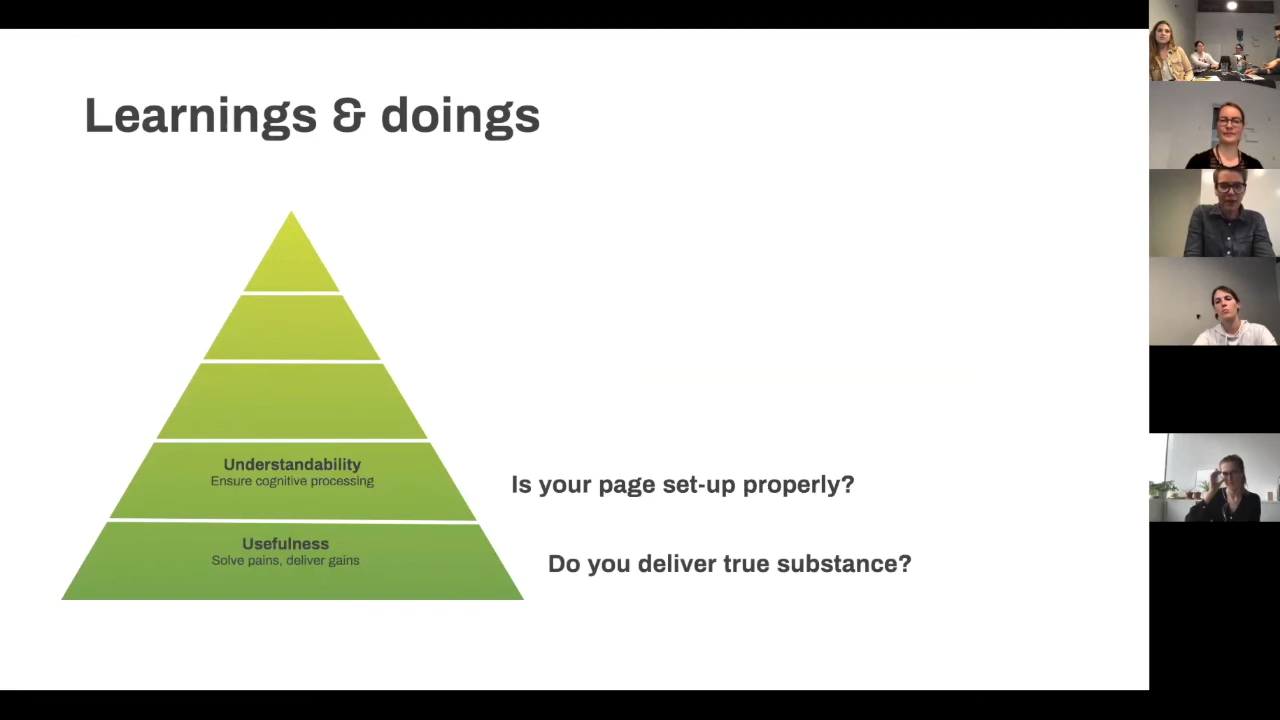 Learnings & doings
Understandability
Ensure cognitive processing
Is your page set-up properly?
Usefulness
Solve pains, deliver gains
Do you deliver true substance?